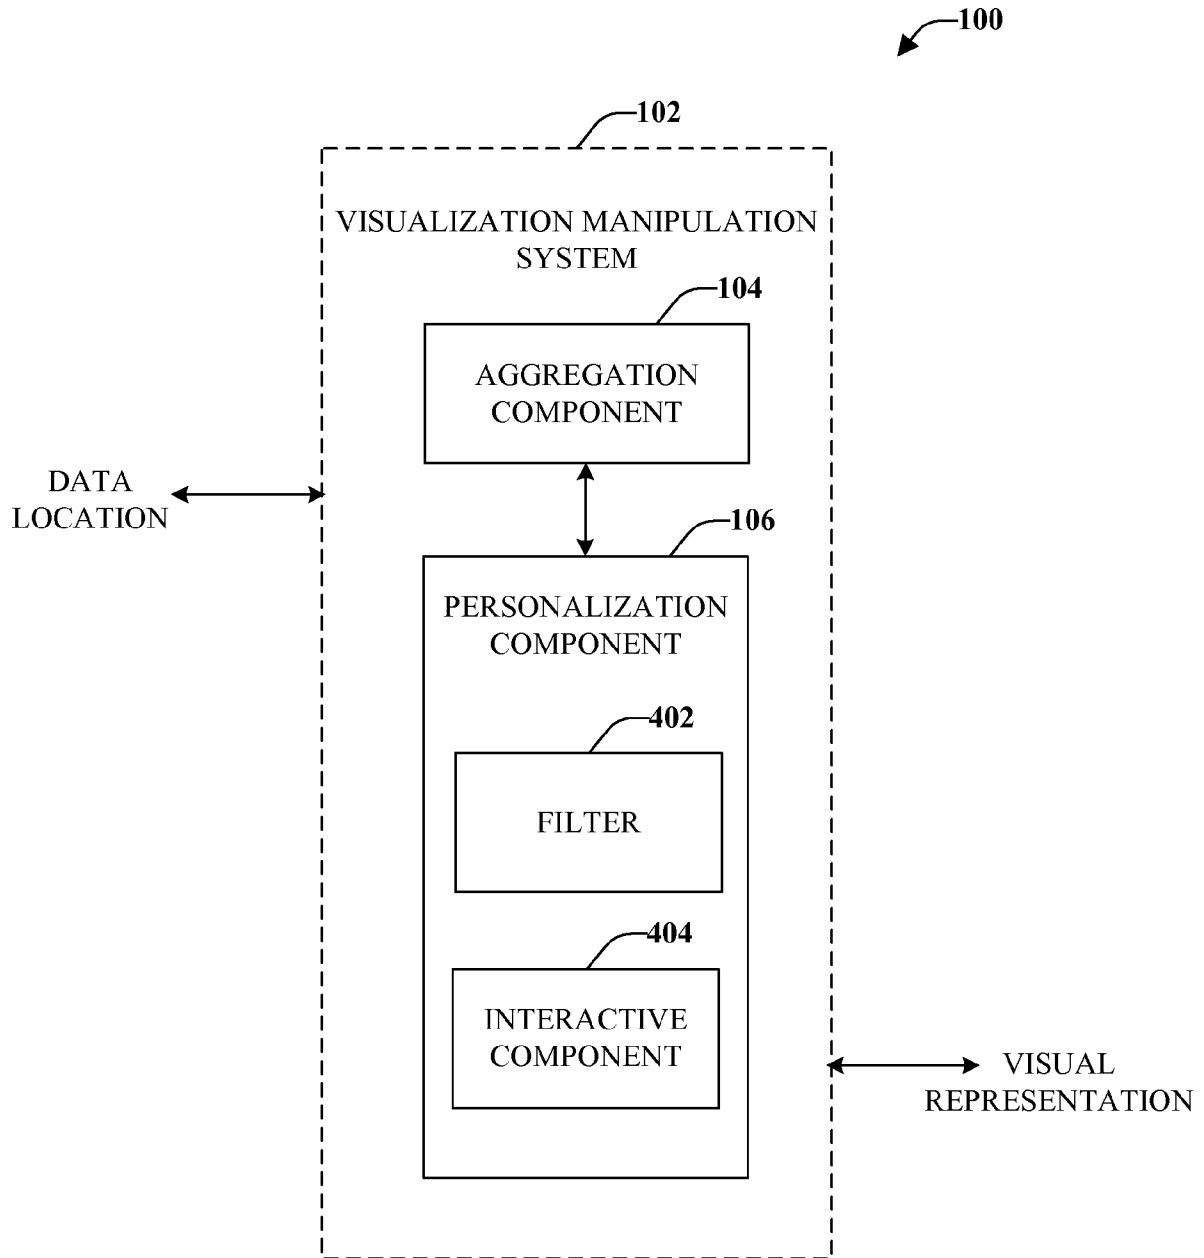 100
102
VISUALIZATION MANIPULATION
SYSTEM
104
AGGREGATION
COMPONENT
DATA
LOCATION
106
PERSONALIZATION
COMPONENT
402
FILTER
404
INTERACTIVE
COMPONENT
VISUAL
REPRESENTATION